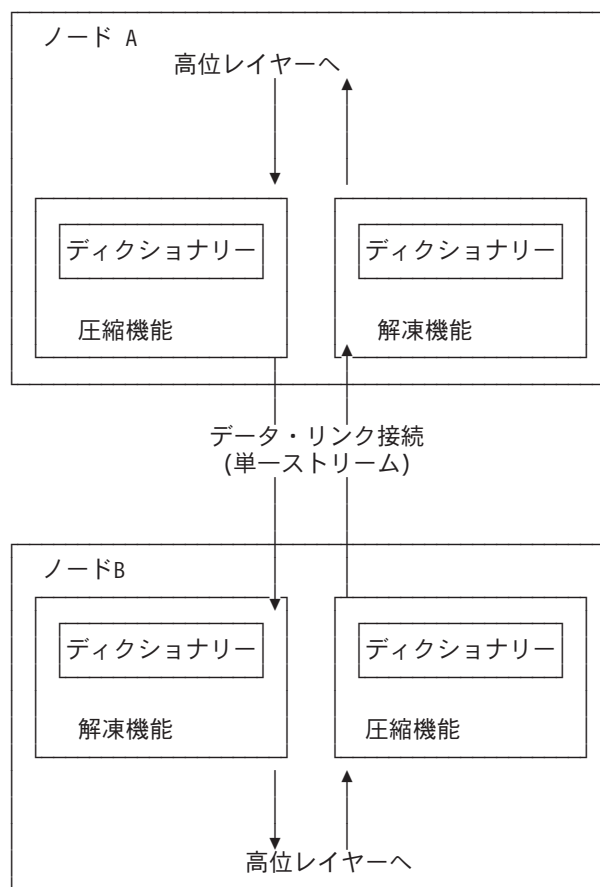 ノード A
高位レイヤーへ
ディクショナリー
ディクショナリー
圧縮機能
解凍機能
データ・リンク接続
(単一ストリーム)
ノードB
ディクショナリー
ディクショナリー
解凍機能
圧縮機能
高位レイヤーへ